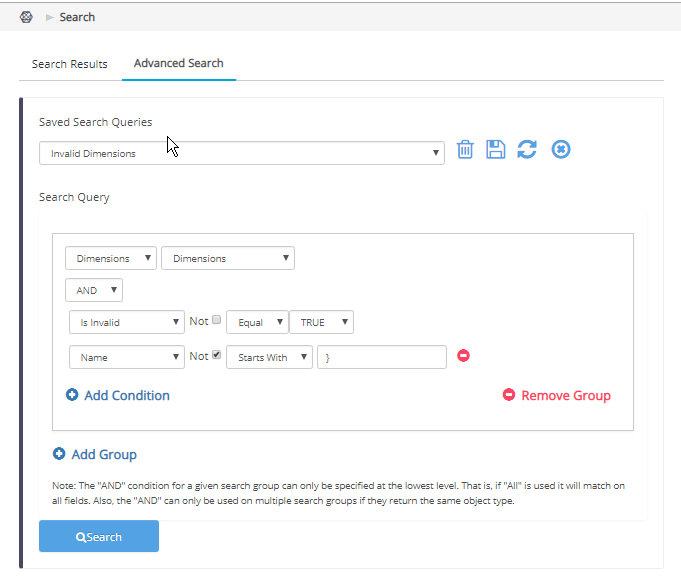 Search
Search Results Advanced Search
Saved Search Queries
Invalid Dimensions
Search Query
Dimensions Dimensions
AND
Is Invalid Not Equal TRUE
Name Not Starts With }
Add Condition Remove Group
Add Group
Note: The "AND" condition for a given search group can only be specified at the lowest level. That is, if "All" is used it will match on
all fields. Also, the "AND" can only be used on multiple search groups if they return the same object type.
Search